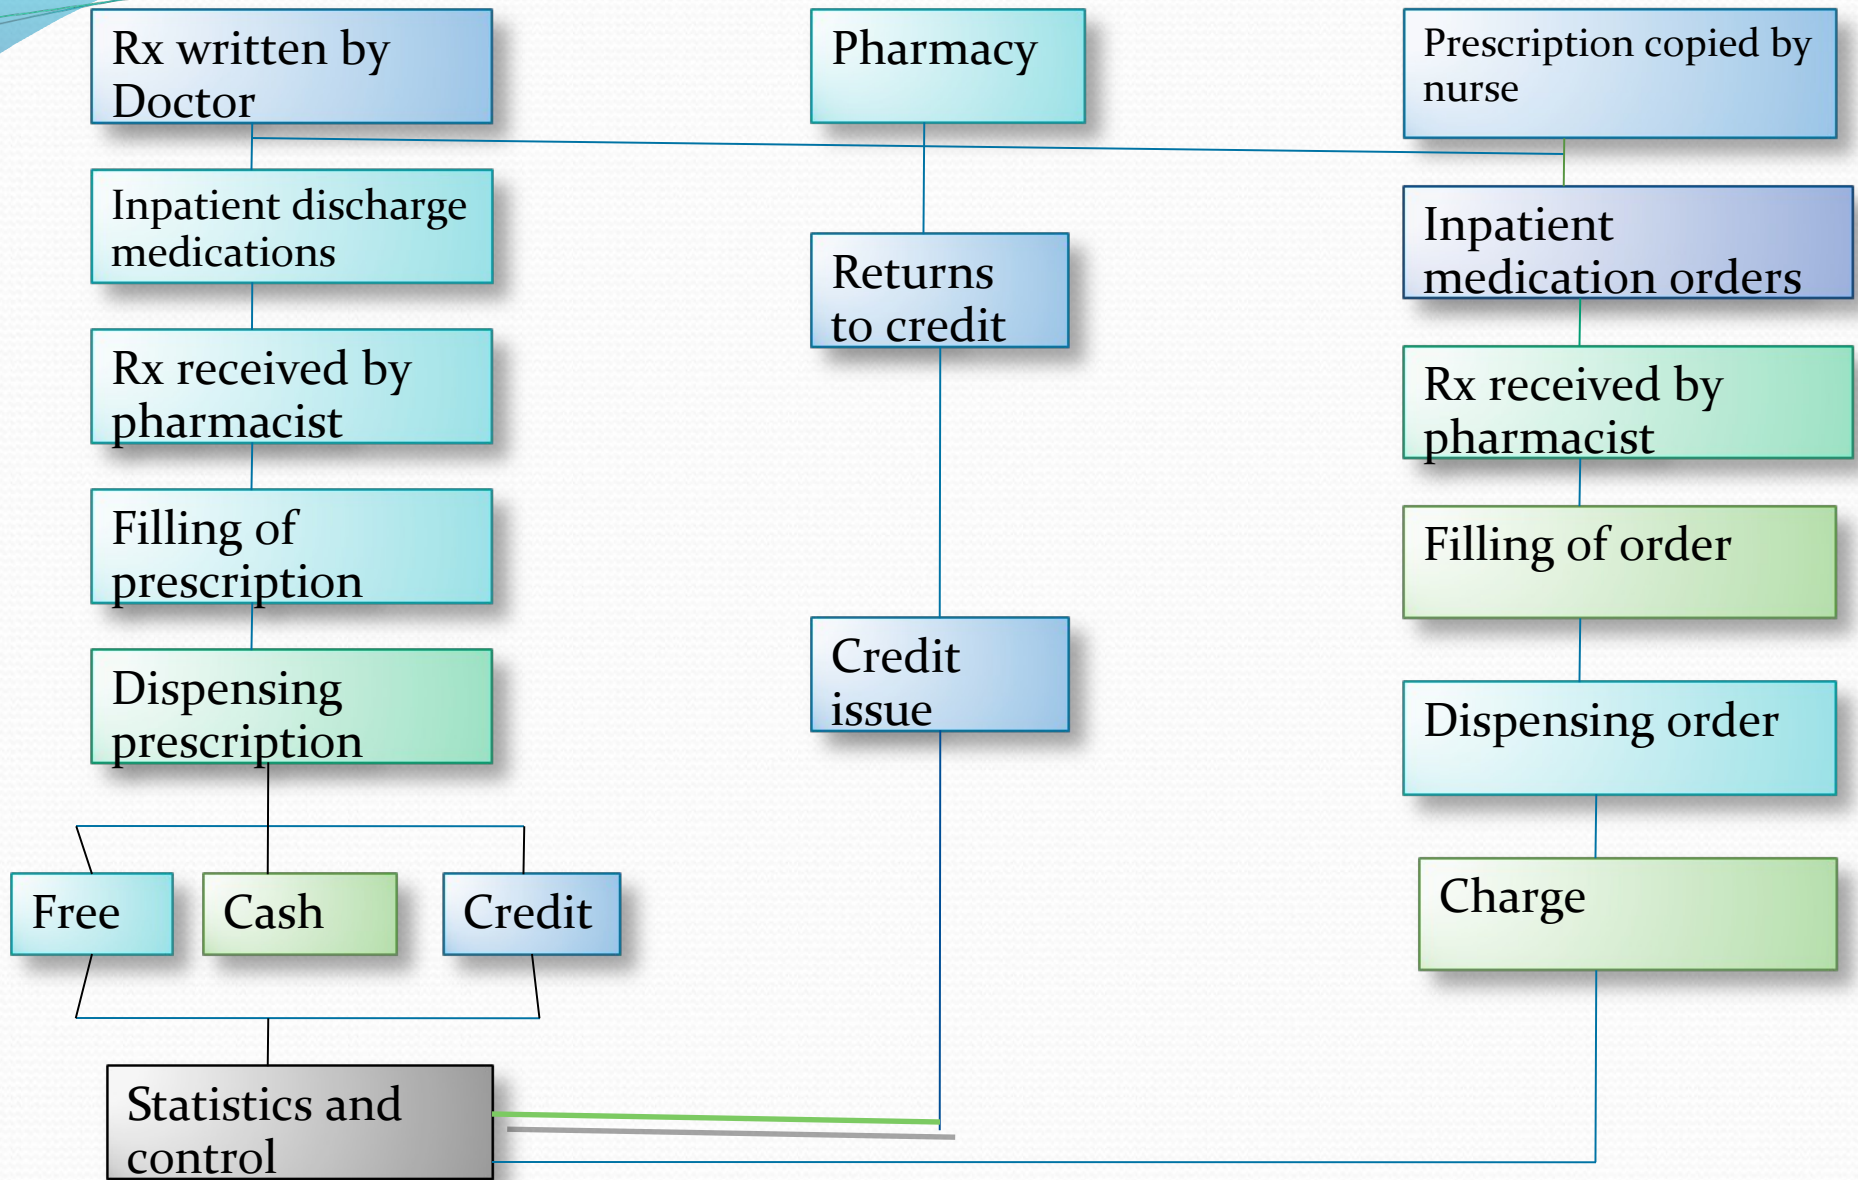 Rx written by
Doctor
Pharmacy
Prescription copied by
nurse
Inpatient discharge
medications
Returns
to credit
Inpatient
medication orders
Rx received by
pharmacist
Rx received by
pharmacist
Filling of
prescription
Filling of order
Dispensing
prescription
Credit
issue
Dispensing order
Free
Cash
Credit
Charge
Statistics and
control